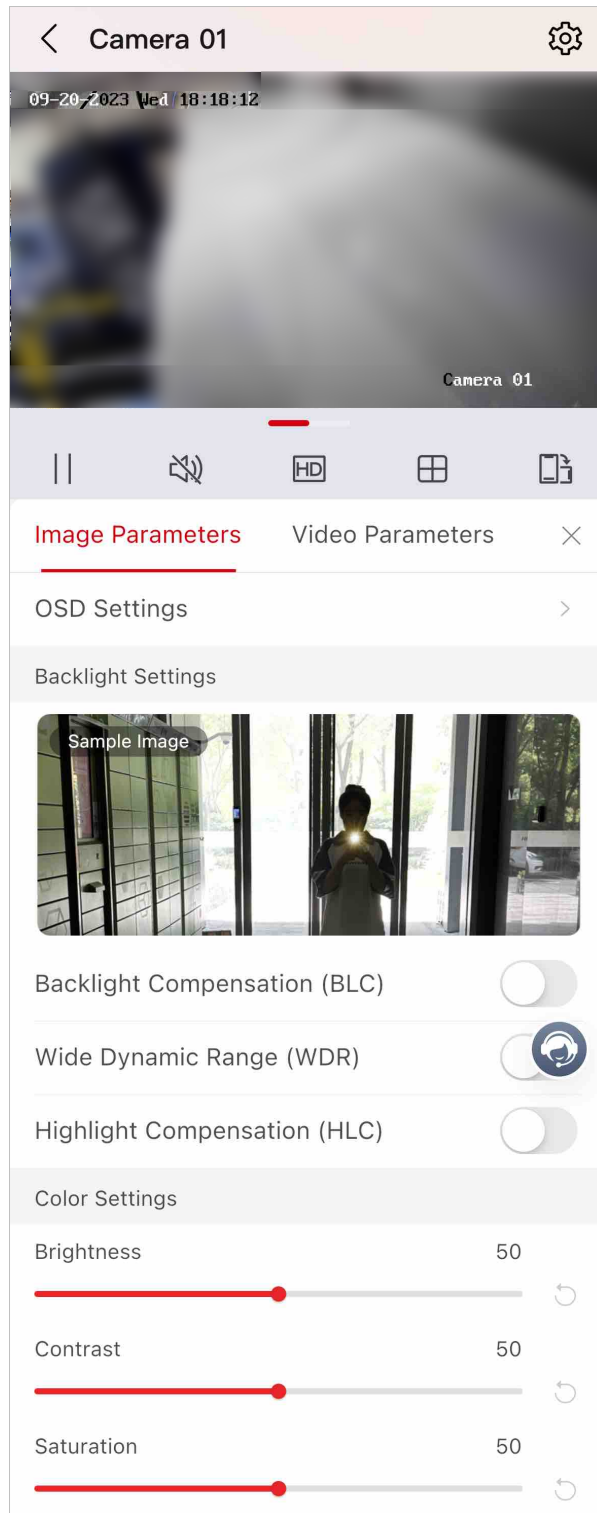 Camera 01
09-20-2023 Wed 18:18:12
Camera 01
HD
Image Parameters
Video Parameters
OSD Settings
Backlight Settings
Sample Image
Backlight Compensation (BLC)
Wide Dynamic Range (WDR)
Highlight Compensation (HLC)
Color Settings
Brightness 50
Contrast 50
Saturation 50